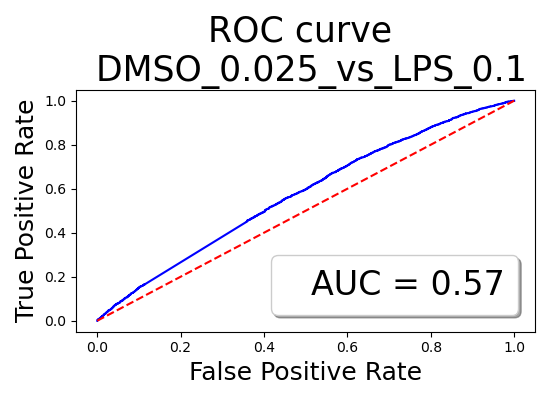 ROC curve
DMSO_0.025_vs_LPS_0.1
True Positive Rate
1.0
0.8
0.6
0.4
0.2
0.0
AUC = 0.57
0.0 0.2 0.4 0.6 0.8 1.0
False Positive Rate